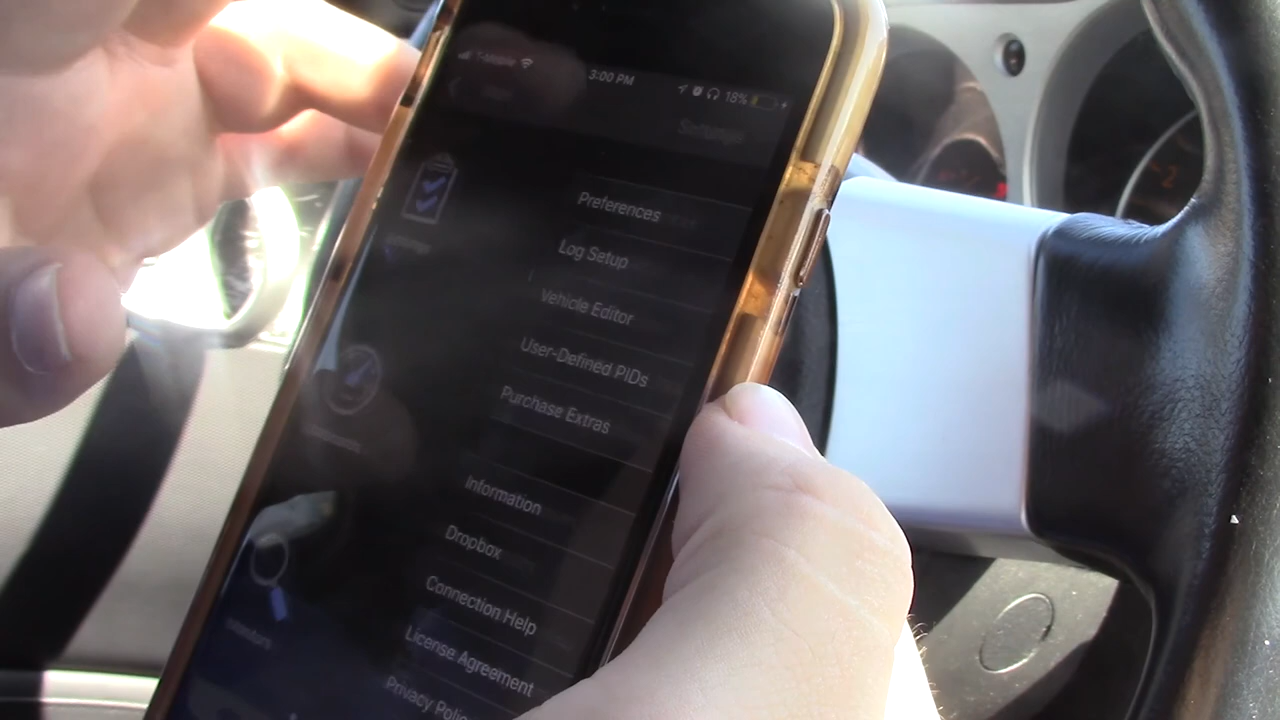 T-Mobile 3:00 PM 18%
Settings
Preferences
Log Setup
Vehicle Editor
User-Defined PIDs
Purchase Extras
Information
Dropbox
Connection Help
License Agreement
Privacy